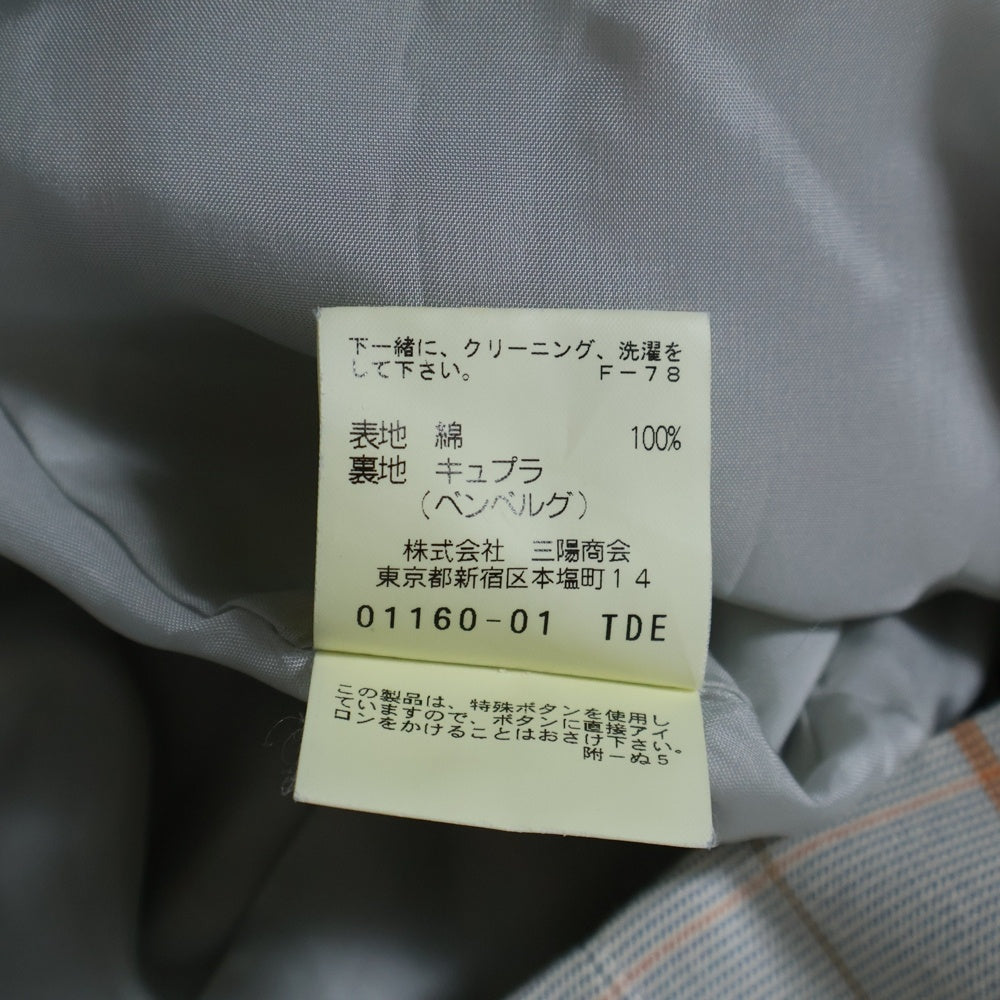 下一緒に、クリーニング、洗濯を
して下さい。 F－78
表地 綿 100%
裏地 キュプラ
（ベンベルグ）
株式会社 三陽商会
東京都新宿区本塩町14
01160-01 TDE
この製品は、特殊ボタンを使用し
ていますので、ボタンに直接アイ
ロンをかけることはおさけ下さい。
附－ぬ5